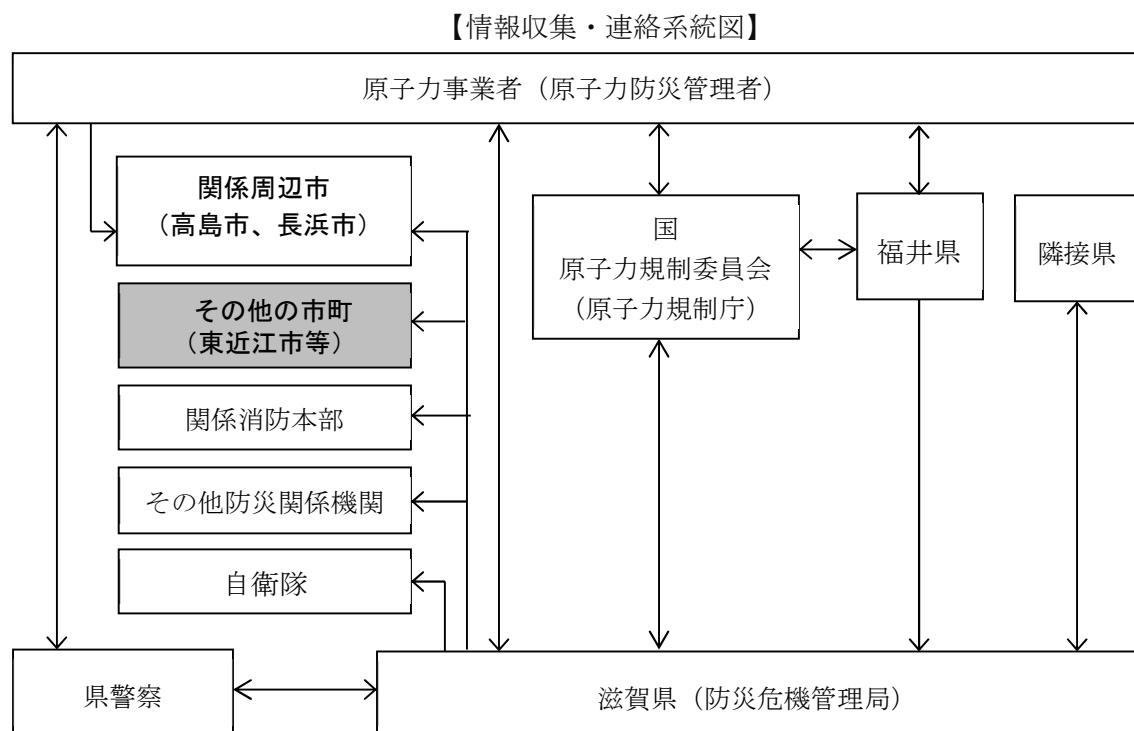 【情報収集・連絡系統図】
原子力事業者（原子力防災管理者）
関係周辺市
（高島市、長浜市）
その他の市町
（東近江市等）
関係消防本部
その他防災関係機関
自衛隊
国
原子力規制委員会
（原子力規制庁）
福井県
隣接県
県警察
滋賀県（防災危機管理局）